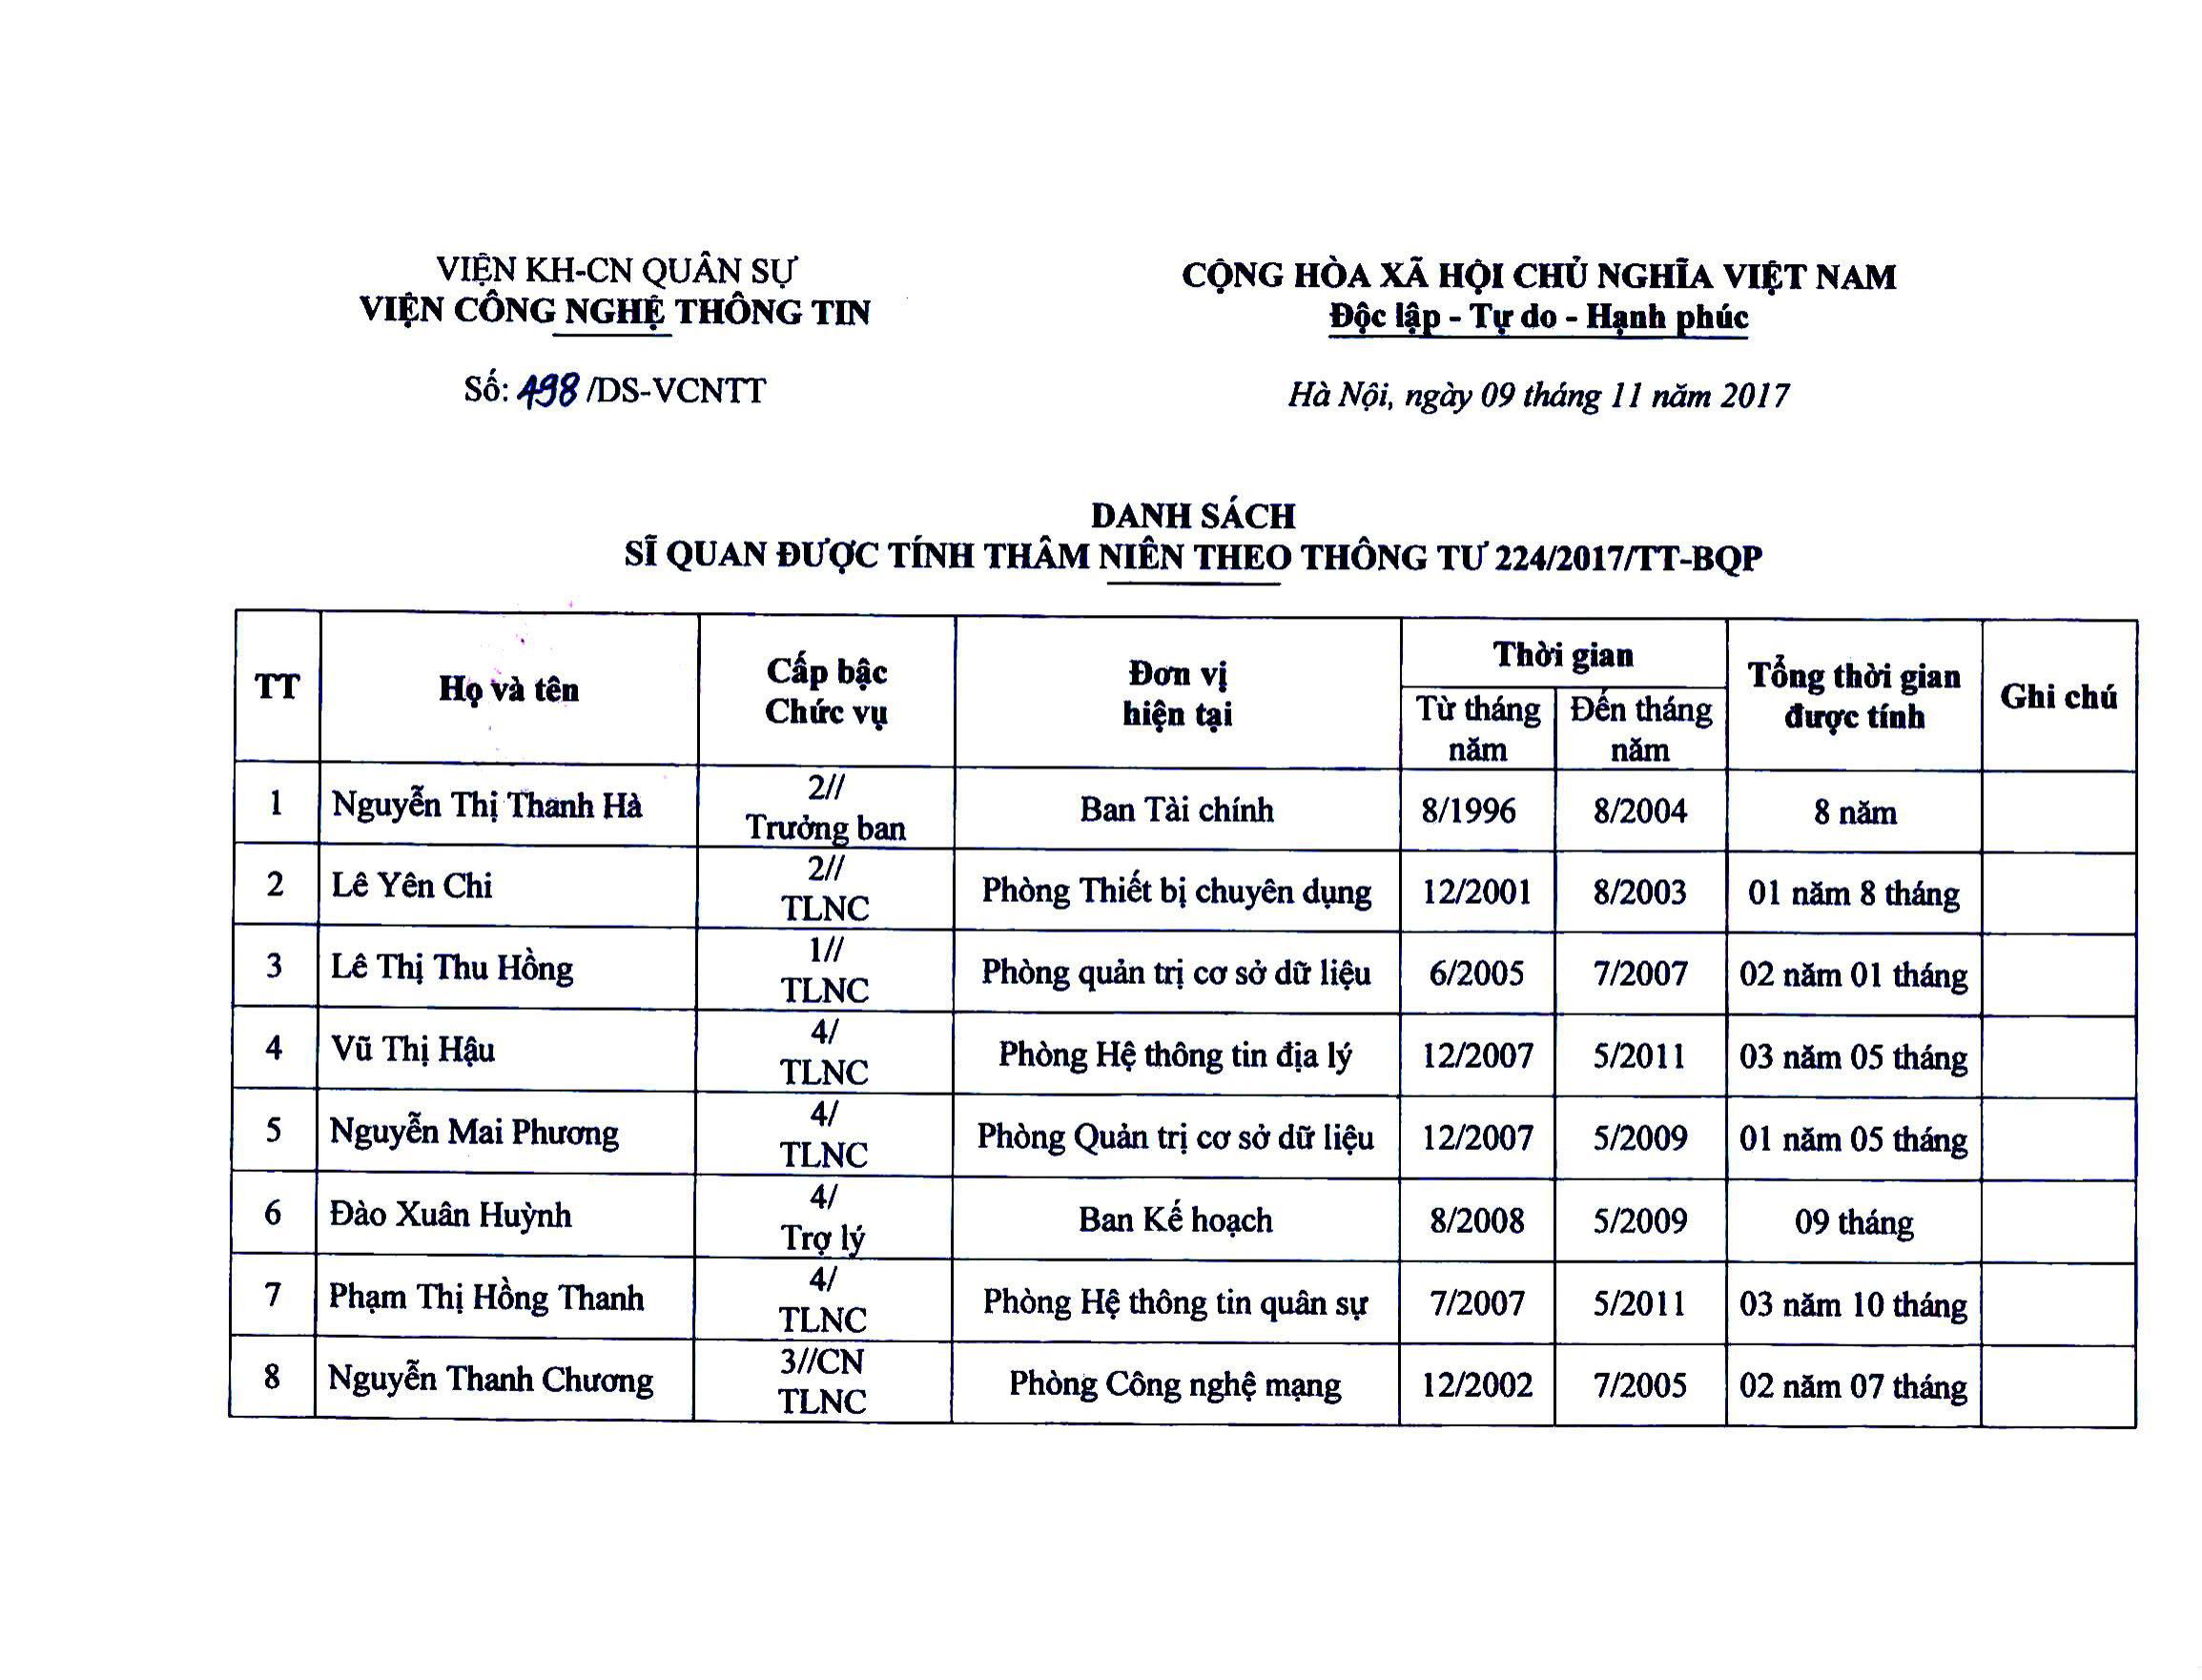 VIỆN KH-CN QUÂN SỰ
VIỆN CÔNG NGHỆ THÔNG TIN
Số: 498 /DS-VCNTT
CỘNG HÒA XÃ HỘI CHỦ NGHĨA VIỆT NAM
Độc lập - Tự do - Hạnh phúc
Hà Nội, ngày 09 tháng 11 năm 2017
DANH SÁCH
SĨ QUAN ĐƯỢC TÍNH THÂM NIÊN THEO THÔNG TƯ 224/2017/TT-BQP
TT Họ và tên Cấp bậc Chức vụ Đơn vị hiện tại Thời gian Tổng thời gian được tính Ghi chú
Từ tháng năm Đến tháng năm
1 Nguyễn Thị Thanh Hà 2// Trưởng ban Ban Tài chính 8/1996 8/2004 8 năm
2 Lê Yên Chi 2// TLNC Phòng Thiết bị chuyên dụng 12/2001 8/2003 01 năm 8 tháng
3 Lê Thị Thu Hồng 1// TLNC Phòng quản trị cơ sở dữ liệu 6/2005 7/2007 02 năm 01 tháng
4 Vũ Thị Hậu 4/ TLNC Phòng Hệ thông tin địa lý 12/2007 5/2011 03 năm 05 tháng
5 Nguyễn Mai Phương 4/ TLNC Phòng Quản trị cơ sở dữ liệu 12/2007 5/2009 01 năm 05 tháng
6 Đào Xuân Huỳnh 4/ Trợ lý Ban Kế hoạch 8/2008 5/2009 09 tháng
7 Phạm Thị Hồng Thanh 4/ TLNC Phòng Hệ thông tin quân sự 7/2007 5/2011 03 năm 10 tháng
8 Nguyễn Thanh Chương 3//CN TLNC Phòng Công nghệ mạng 12/2002 7/2005 02 năm 07 tháng